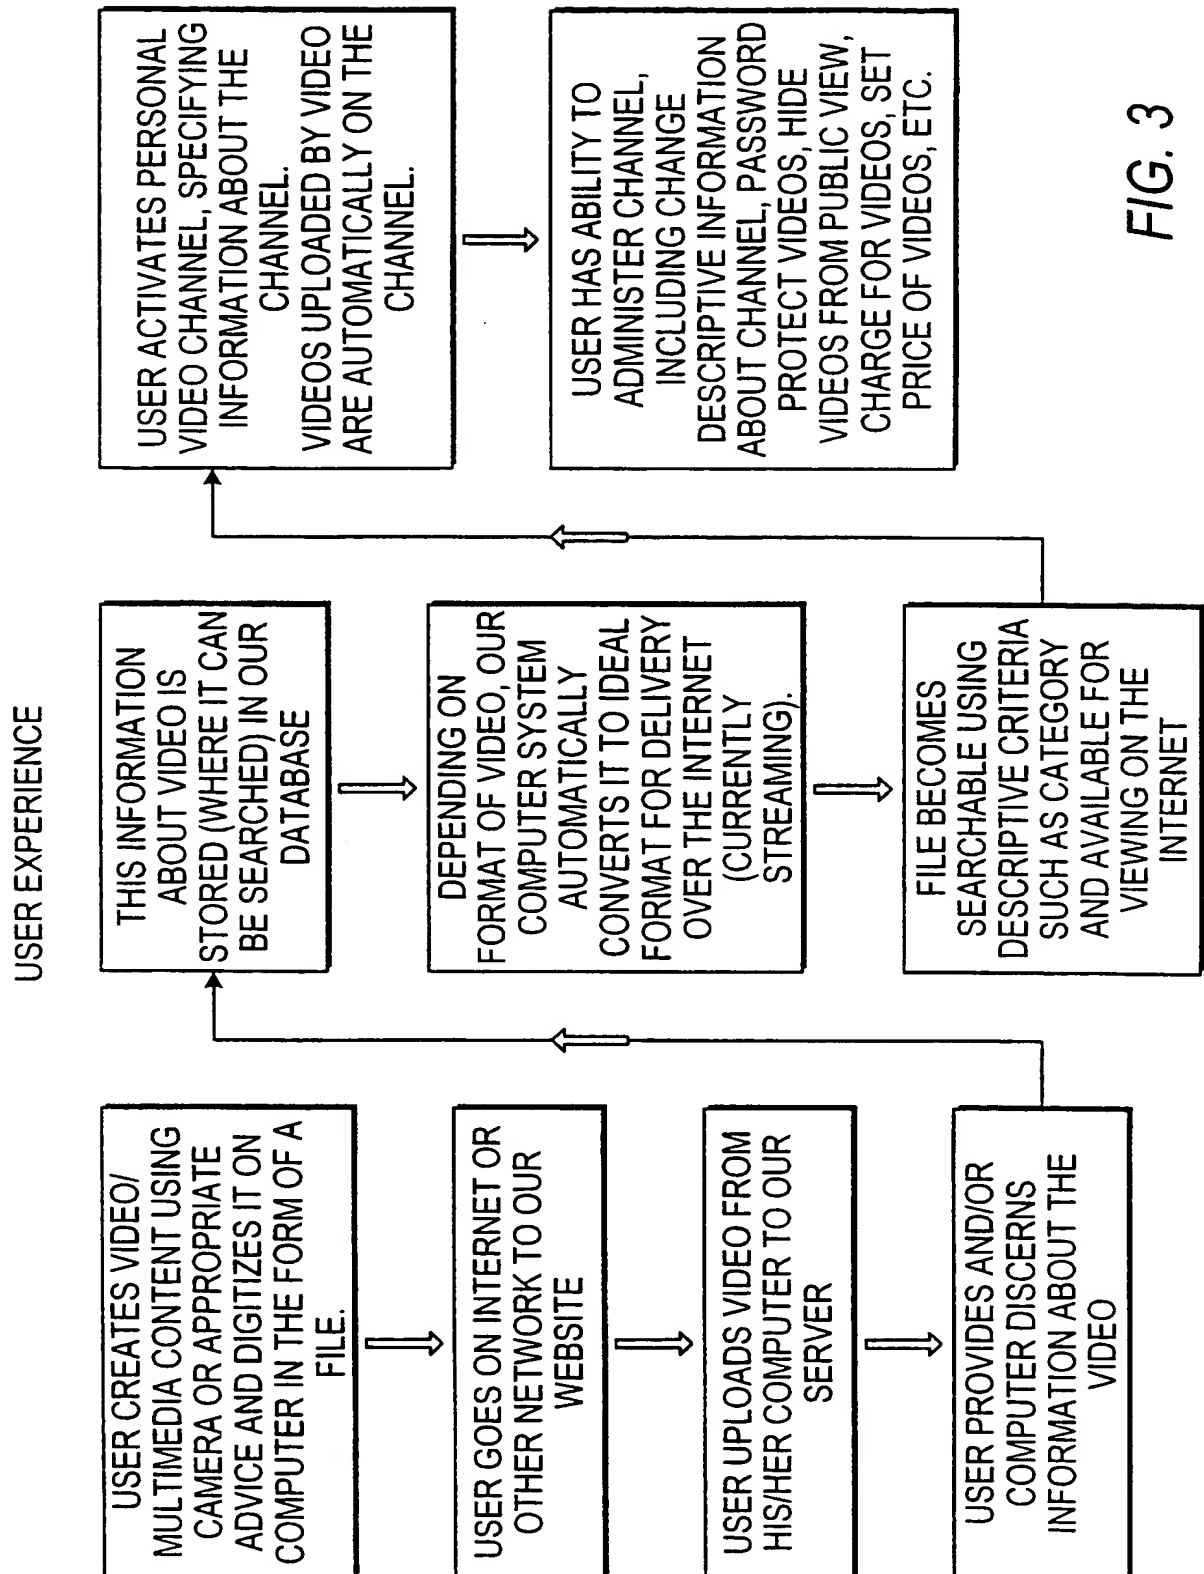 USER EXPERIENCE
USER CREATES VIDEO/
MULTIMEDIA CONTENT USING
CAMERA OR APPROPRIATE
ADVICE AND DIGITIZES IT ON
COMPUTER IN THE FORM OF A
FILE.
USER GOES ON INTERNET OR
OTHER NETWORK TO OUR
WEBSITE
USER UPLOADS VIDEO FROM
HIS/HER COMPUTER TO OUR
SERVER
USER PROVIDES AND/OR
COMPUTER DISCERNS
INFORMATION ABOUT THE
VIDEO
THIS INFORMATION
ABOUT VIDEO IS
STORED (WHERE IT CAN
BE SEARCHED) IN OUR
DATABASE
DEPENDING ON
FORMAT OF VIDEO, OUR
COMPUTER SYSTEM
AUTOMATICALLY
CONVERTS IT TO IDEAL
FORMAT FOR DELIVERY
OVER THE INTERNET
(CURRENTLY
STREAMING).
FILE BECOMES
SEARCHABLE USING
DESCRIPTIVE CRITERIA
SUCH AS CATEGORY
AND AVAILABLE FOR
VIEWING ON THE
INTERNET
USER ACTIVATES PERSONAL
VIDEO CHANNEL, SPECIFYING
INFORMATION ABOUT THE
CHANNEL.
VIDEOS UPLOADED BY VIDEO
ARE AUTOMATICALLY ON THE
CHANNEL.
USER HAS ABILITY TO
ADMINISTER CHANNEL,
INCLUDING CHANGE
DESCRIPTIVE INFORMATION
ABOUT CHANNEL, PASSWORD
PROTECT VIDEOS, HIDE
VIDEOS FROM PUBLIC VIEW,
CHARGE FOR VIDEOS, SET
PRICE OF VIDEOS, ETC.
FIG. 3